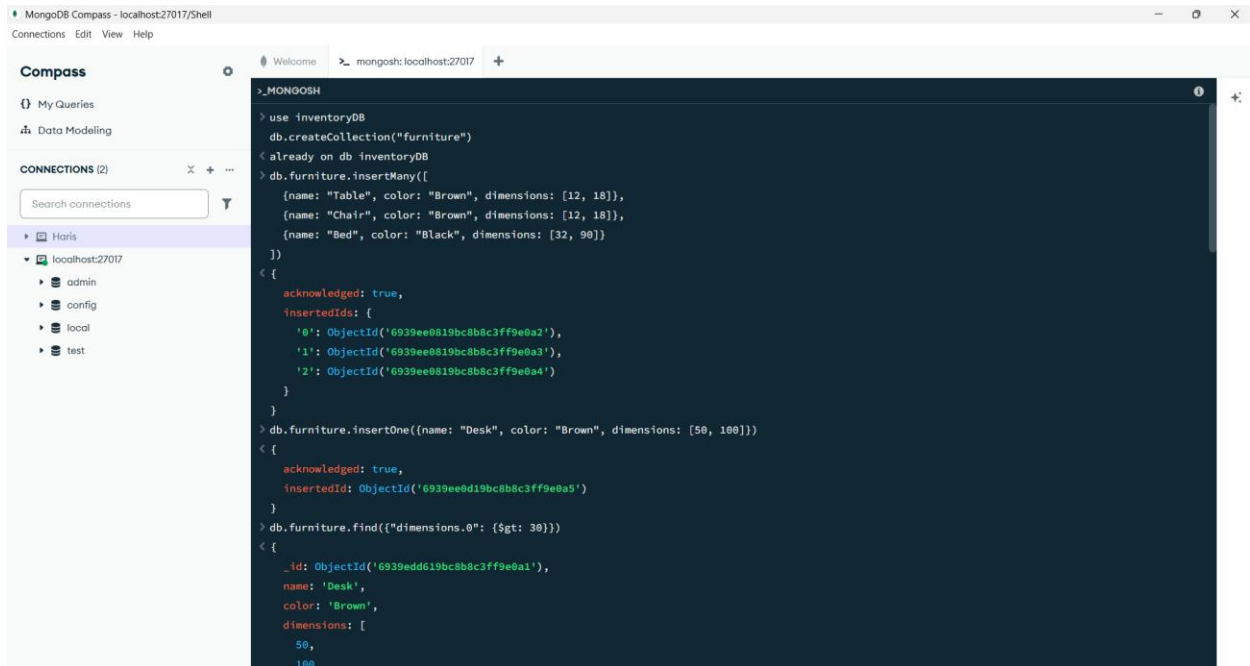 MongoDB Compass - localhost:27017/Shell
Connections Edit View Help
Compass
{} My Queries
Data Modeling
CONNECTIONS (2)
Search connections
Haris
localhost:27017
admin
config
local
test
Welcome
>_ mongosh: localhost:27017 +
>_MONGOSH
> use inventoryDB
db.createCollection("furniture")
< already on db inventoryDB
> db.furniture.insertMany([
{name: "Table", color: "Brown", dimensions: [12, 18]},
{name: "Chair", color: "Brown", dimensions: [12, 18]},
{name: "Bed", color: "Black", dimensions: [32, 90]}
])
< {
acknowledged: true,
insertedIds: {
'0': ObjectId('6939ee0819bc8b8c3ff9e0a2'),
'1': ObjectId('6939ee0819bc8b8c3ff9e0a3'),
'2': ObjectId('6939ee0819bc8b8c3ff9e0a4')
}
}
> db.furniture.insertOne({name: "Desk", color: "Brown", dimensions: [50, 100]})
< {
acknowledged: true,
insertedId: ObjectId('6939ee0d19bc8b8c3ff9e0a5')
}
> db.furniture.find({"dimensions.0": {$gt: 30}})
< {
_id: ObjectId('6939edd619bc8b8c3ff9e0a1'),
name: 'Desk',
color: 'Brown',
dimensions: [
50,
100